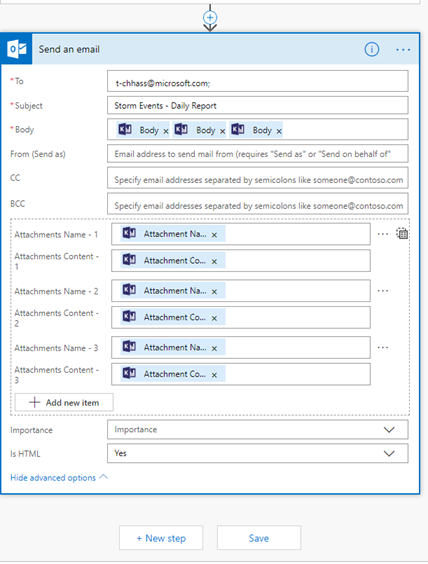 Send an email
* To t-chhass@microsoft.com;
* Subject Storm Events - Daily Report
* Body Body x Body x Body x
From (Send as) Email address to send mail from (requires "Send as" or "Send on behalf of"
CC Specify email addresses separated by semicolons like someone@contoso.com
BCC Specify email addresses separated by semicolons like someone@contoso.com
Attachments Name - 1 Attachment Na... x
Attachments Content - 1 Attachment Co... x
Attachments Name - 2 Attachment Na... x
Attachments Content - 2 Attachment Co... x
Attachments Name - 3 Attachment Na... x
Attachments Content - 3 Attachment Co... x
+ Add new item
Importance Importance
Is HTML Yes
Hide advanced options
+ New step Save